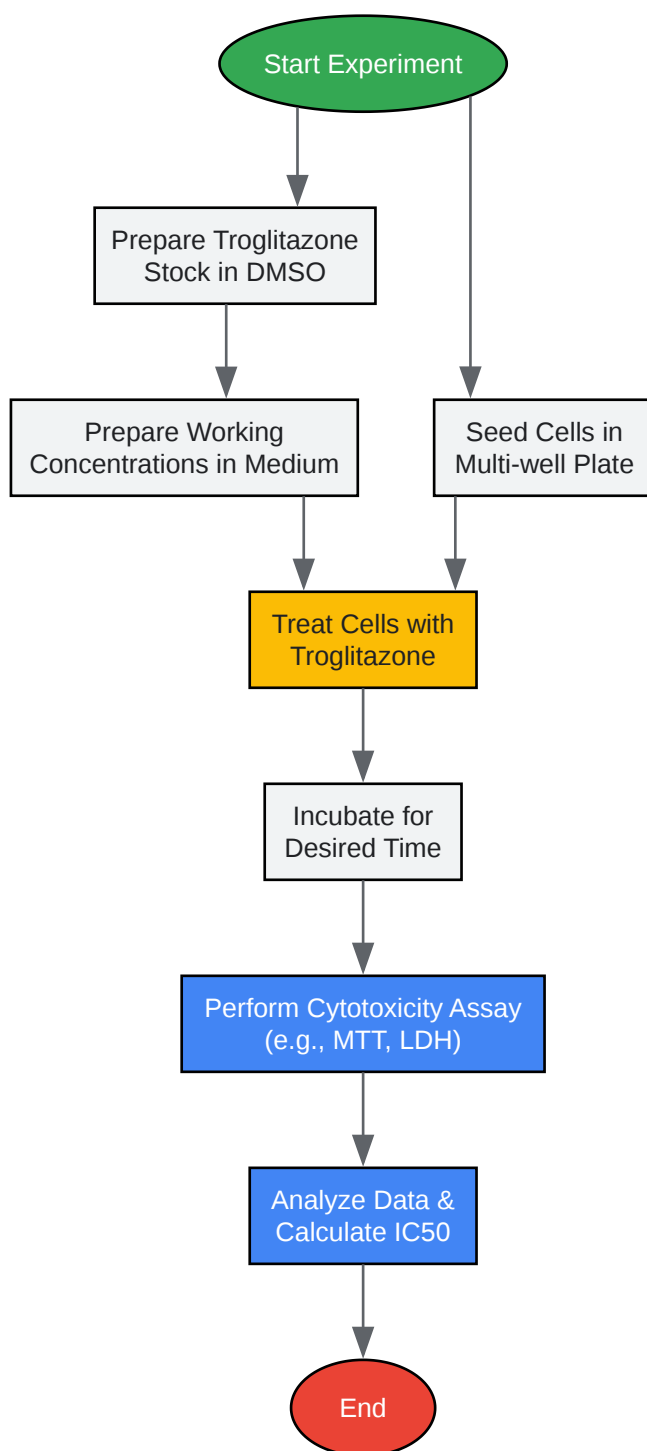 Start Experiment
Prepare Troglitazone
Stock in DMSO
Prepare Working
Concentrations in Medium
Seed Cells in
Multi-well Plate
Treat Cells with
Troglitazone
Incubate for
Desired Time
Perform Cytotoxicity Assay
(e.g., MTT, LDH)
Analyze Data &
Calculate IC50
End